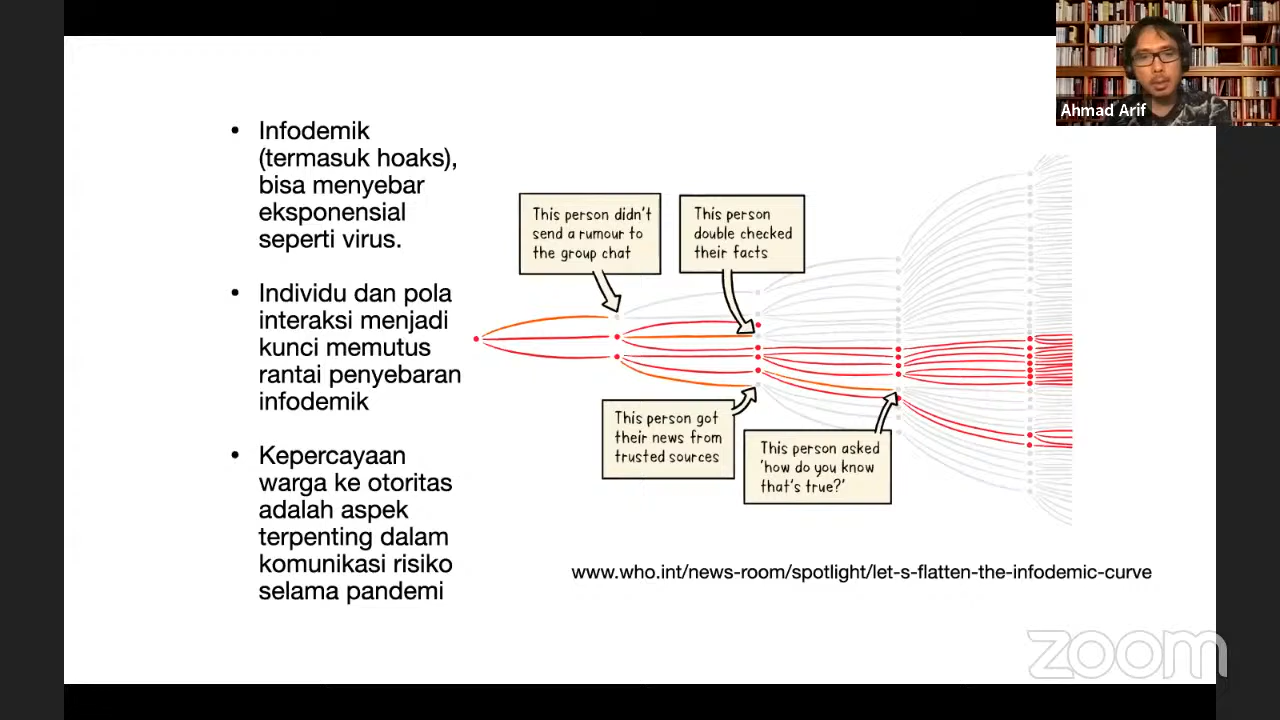 Ahmad Arif
• Infodemik
(termasuk hoaks),
bisa menyebar
eksponensial
seperti virus.
• Individu dan pola
interaksi menjadi
kunci memutus
rantai penyebaran
infodemik
• Kepercayaan
warga ke otoritas
adalah aspek
terpenting dalam
komunikasi risiko
selama pandemi
This person didn't
send a rumour to
the group chat
This person
double checked
their facts
This person got
their news from
trusted sources
This person asked
'how do you know
that's true?'
www.who.int/news-room/spotlight/let-s-flatten-the-infodemic-curve
zoom